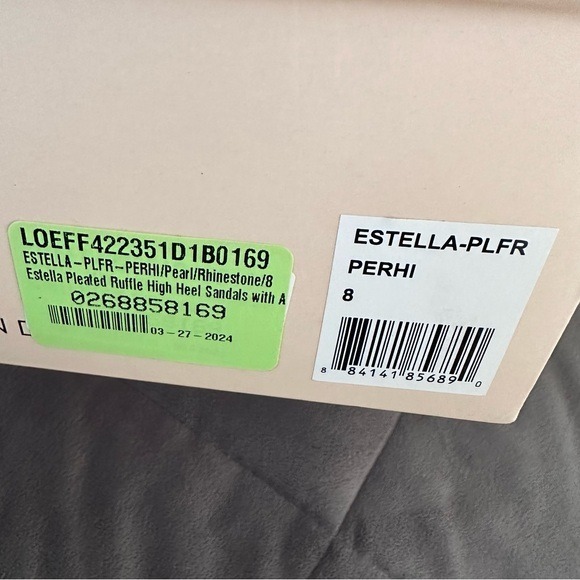 LOEFF422351D1B0169
ESTELLA-PLFR-PERHI/Pearl/Rhinestone/8
Estella Pleated Ruffle High Heel Sandals with A
0268858169
03-27-2024
N
ESTELLA-PLFR
PERHI
8
8 84141 85689 0